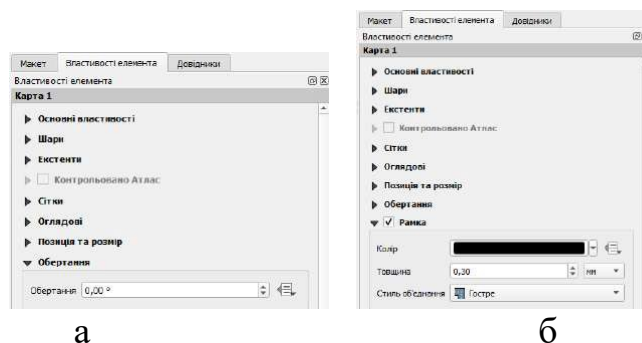 Макет Властивості елемента Довідники
Властивості елемента
Карта 1
Основні властивості
Шари
Екстенти
Контрольовано Атлас
Сітки
Оглядові
Позиція та розмір
Обертання
Обертання 0,00 °
а
Макет Властивості елемента Довідники
Властивості елемента
Карта 1
Основні властивості
Шари
Екстенти
Контрольовано Атлас
Сітки
Оглядові
Позиція та розмір
Обертання
Рамка
Колір
Товщина 0,30 мм
Стиль об'єднання Гостре
б